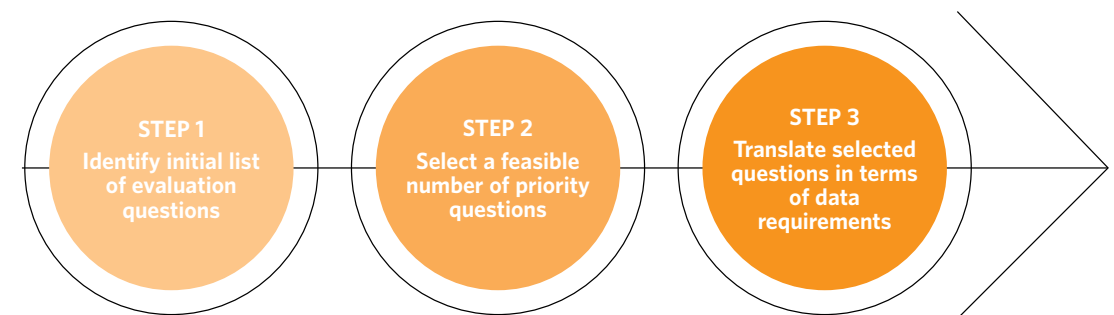 STEP 1
Identify initial list
of evaluation
questions
STEP 2
Select a feasible
number of priority
questions
STEP 3
Translate selected
questions in terms
of data
requirements